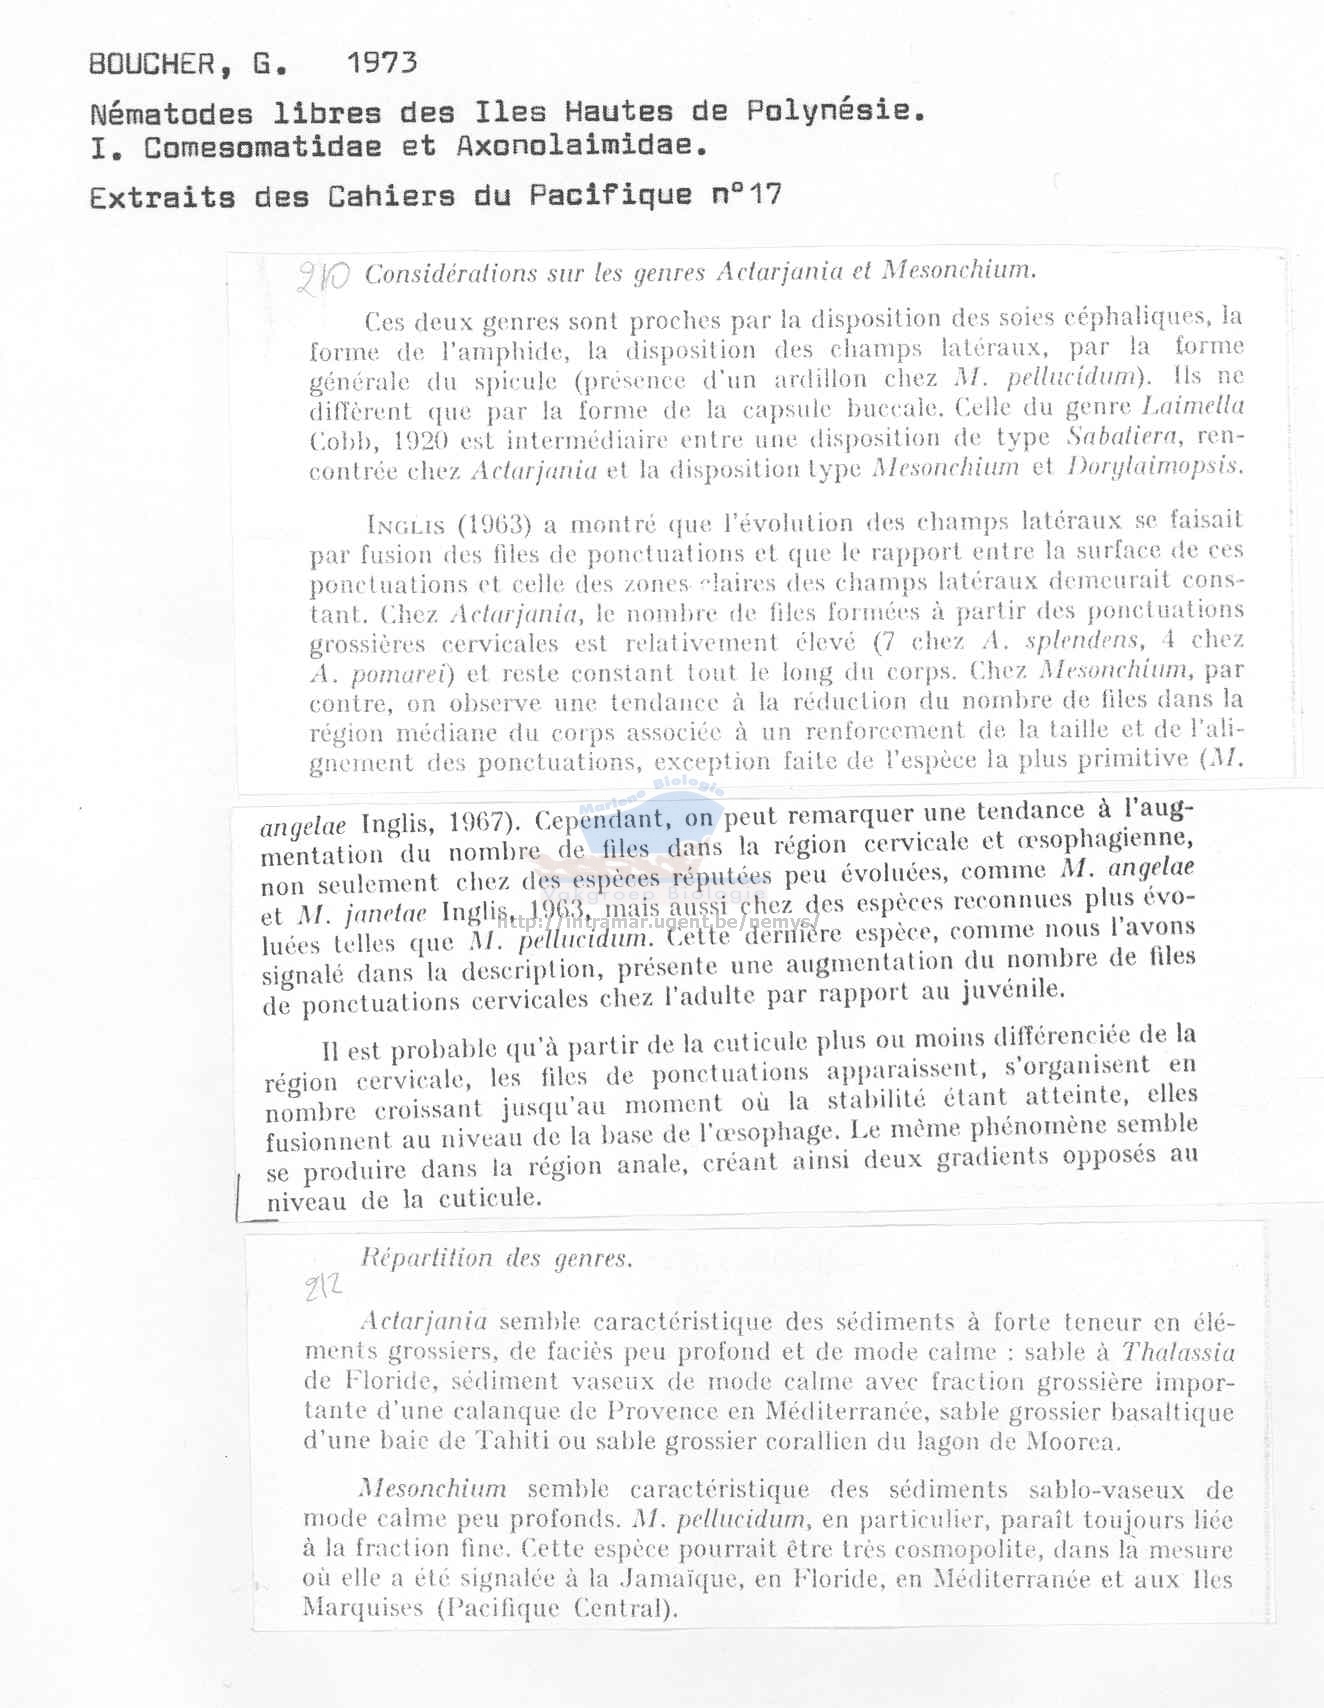 BOUCHER, G. 1973
Nématodes libres des Iles Hautes de Polynésie.
I. Comesomatidae et Axonolaimidae.
Extraits des Cahiers du Pacifique n°17
210 Considérations sur les genres Actarjania et Mesonchium.
Ces deux genres sont proches par la disposition des soies céphaliques, la
forme de l'amphide, la disposition des champs latéraux, par la forme
générale du spicule (présence d'un ardillon chez M. pellucidum). Ils ne
diffèrent que par la forme de la capsule buccale. Celle du genre Laimella
Cobb, 1920 est intermédiaire entre une disposition de type Sabatiera, ren-
contrée chez Actarjania et la disposition type Mesonchium et Dorylaimopsis.
INGLIS (1963) a montré que l'évolution des champs latéraux se faisait
par fusion des files de ponctuations et que le rapport entre la surface de ces
ponctuations et celle des zones claires des champs latéraux demeurait cons-
tant. Chez Actarjania, le nombre de files formées à partir des ponctuations
grossières cervicales est relativement élevé (7 chez A. splendens, 4 chez
A. pomarei) et reste constant tout le long du corps. Chez Mesonchium, par
contre, on observe une tendance à la réduction du nombre de files dans la
région médiane du corps associée à un renforcement de la taille et de l'ali-
gnement des ponctuations, exception faite de l'espèce la plus primitive (M.
Marlene Biologie
angelae Inglis, 1967). Cependant, on peut remarquer une tendance à l'aug-
mentation du nombre de files dans la région cervicale et œsophagienne,
non seulement chez des espèces réputées peu évoluées, comme M. angelae
Vakgroep Biologie
et M. janetae Inglis, 1963, mais aussi chez des espèces reconnues plus évo-
http://intramar.ugent.be/nemys/
luées telles que M. pellucidum. Cette dernière espèce, comme nous l'avons
signalé dans la description, présente une augmentation du nombre de files
de ponctuations cervicales chez l'adulte par rapport au juvénile.
Il est probable qu'à partir de la cuticule plus ou moins différenciée de la
région cervicale, les files de ponctuations apparaissent, s'organisent en
nombre croissant jusqu'au moment où la stabilité étant atteinte, elles
fusionnent au niveau de la base de l'œsophage. Le même phénomène semble
se produire dans la région anale, créant ainsi deux gradients opposés au
niveau de la cuticule.
Répartition des genres.
212
Actarjania semble caractéristique des sédiments à forte teneur en élé-
ments grossiers, de faciès peu profond et de mode calme : sable à Thalassia
de Floride, sédiment vaseux de mode calme avec fraction grossière impor-
tante d'une calanque de Provence en Méditerranée, sable grossier basaltique
d'une baie de Tahiti ou sable grossier corallien du lagon de Moorea.
Mesonchium semble caractéristique des sédiments sablo-vaseux de
mode calme peu profonds. M. pellucidum, en particulier, paraît toujours liée
à la fraction fine. Cette espèce pourrait être très cosmopolite, dans la mesure
où elle a été signalée à la Jamaïque, en Floride, en Méditerranée et aux Iles
Marquises (Pacifique Central).